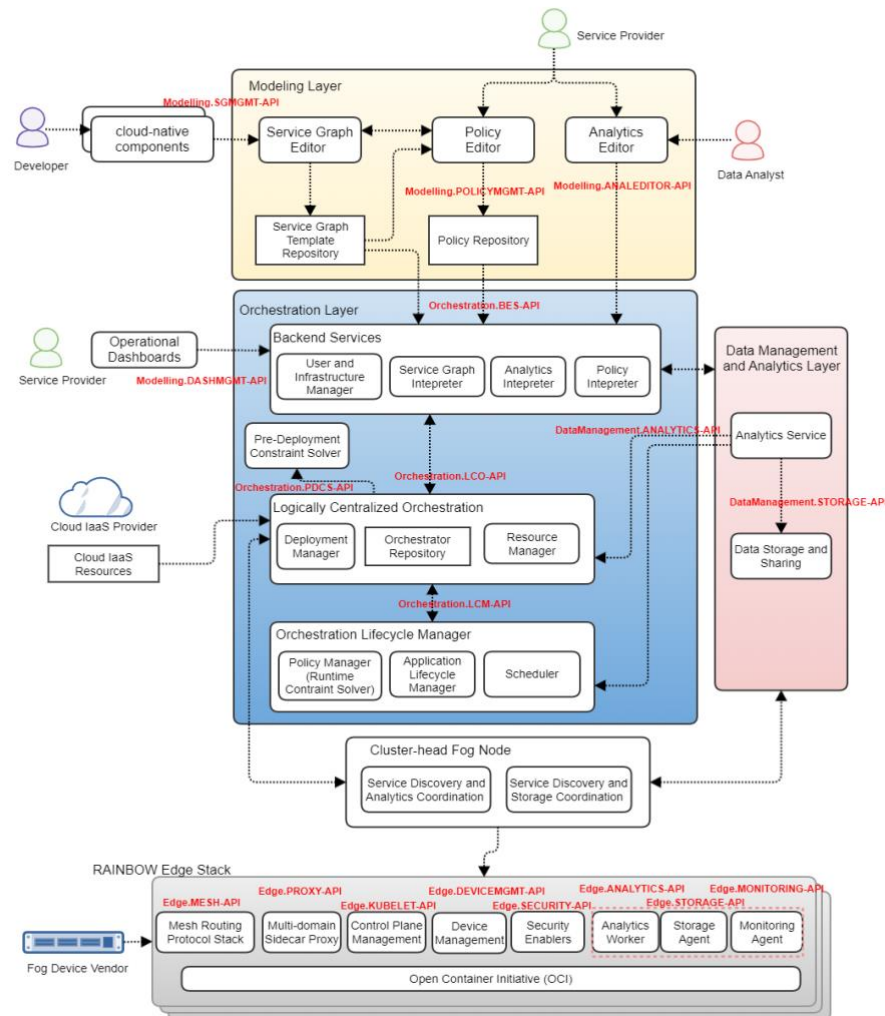 Service Provider
Modeling Layer
Modelling.SGMGMT-API
cloud-native
components
Developer
Service Graph
Editor
Policy
Editor
Analytics
Editor
Data Analyst
Modelling.POLICYMGMT-API
Modelling.ANALEDITOR-API
Service Graph
Template
Repository
Policy Repository
Orchestration Layer
Orchestration.BES-API
Service Provider
Operational
Dashboards
Modelling.DASHMGMT-API
Backend Services
User and
Infrastructure
Manager
Service Graph
Intepreter
Analytics
Intepreter
Policy
Intepreter
Data Management
and Analytics Layer
Analytics Service
DataManagement.ANALYTICS-API
DataManagement.STORAGE-API
Data Storage and
Sharing
Pre-Deployment
Constraint Solver
Orchestration.LCO-API
Orchestration.PDCS-API
Cloud IaaS Provider
Cloud IaaS
Resources
Logically Centralized Orchestration
Deployment
Manager
Orchestrator
Repository
Resource
Manager
Orchestration.LCM-API
Orchestration Lifecycle Manager
Policy Manager
(Runtime
Contraint Solver)
Application
Lifecycle
Manager
Scheduler
Cluster-head Fog Node
Service Discovery and
Analytics Coordination
Service Discovery and
Storage Coordination
RAINBOW Edge Stack
Edge.MESH-API
Edge.PROXY-API
Edge.KUBELET-API
Edge.DEVICEMGMT-API
Edge.SECURITY-API
Edge.ANALYTICS-API
Edge.STORAGE-API
Edge.MONITORING-API
Mesh Routing
Protocol Stack
Multi-domain
Sidecar Proxy
Control Plane
Management
Device
Management
Security
Enablers
Analytics
Worker
Storage
Agent
Monitoring
Agent
Fog Device Vendor
Open Container Initiative (OCI)